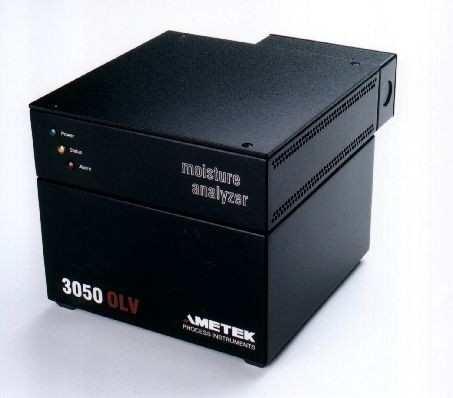 Power
Status
Alarm
moisture
analyzer
3050 OLV
AMETEK
PROCESS INSTRUMENTS